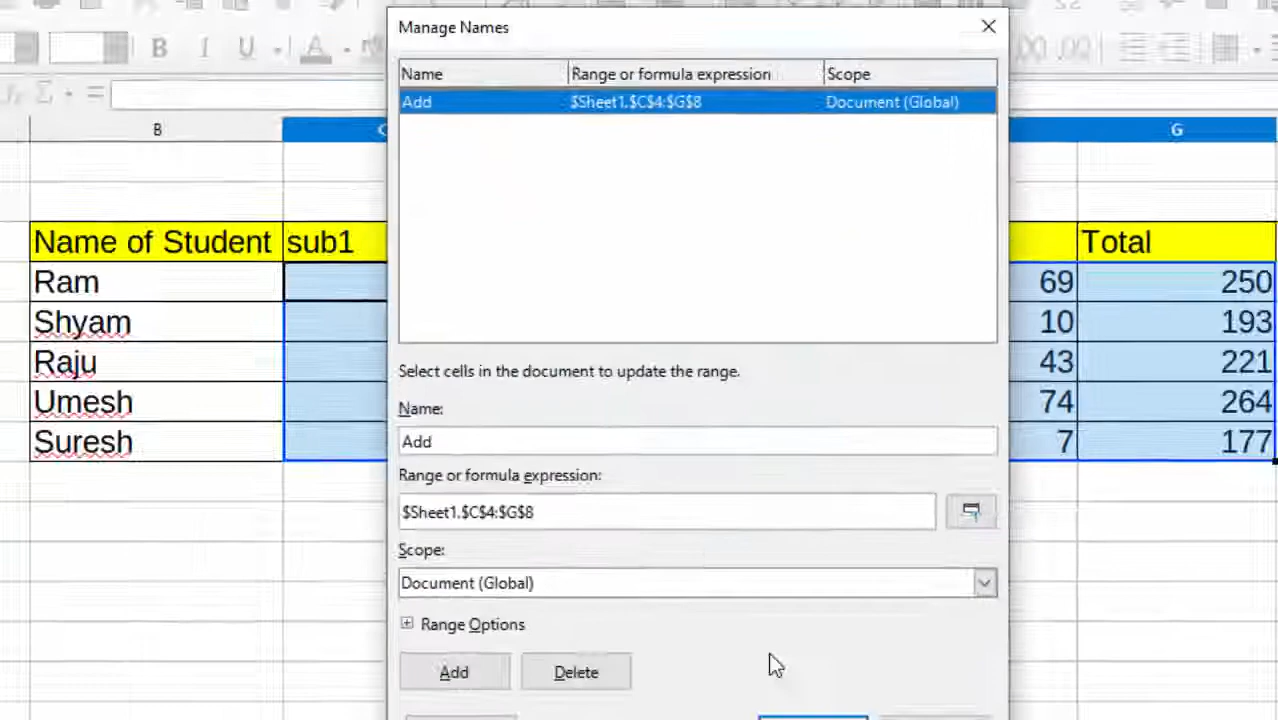 Manage Names
Name Range or formula expression Scope
Add $Sheet1.$C$4:$G$8 Document (Global)
B I U A
B G
Name of Student sub1 Total
Ram 69 250
Shyam 10 193
Raju 43 221
Umesh 74 264
Suresh 7 177
Select cells in the document to update the range.
Name:
Add
Range or formula expression:
$Sheet1.$C$4:$G$8
Scope:
Document (Global)
Range Options
Add Delete